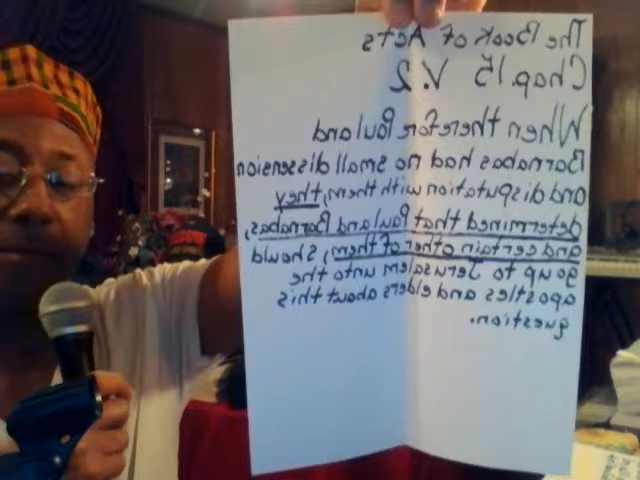 The Book of Acts
Chap.15 V.2
When therefore Paul and
Barnabas had no small dissension
and disputation with them, they
determined that Paul and Barnabas,
and certain other of them, should
go up to Jerusalem unto the
apostles and elders about this
question.